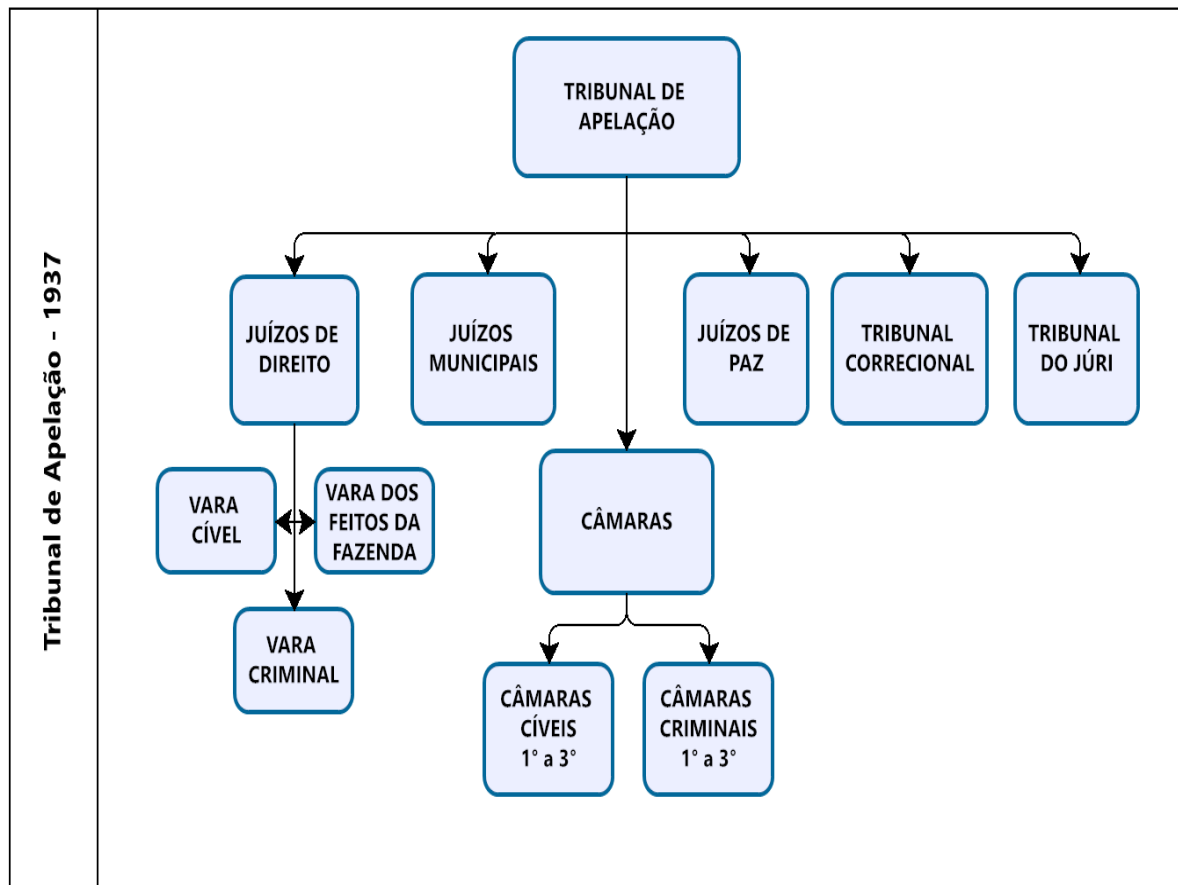 Tribunal de Apelação - 1937
TRIBUNAL DE
APELAÇÃO
JUÍZOS DE
DIREITO
JUÍZOS
MUNICIPAIS
JUÍZOS DE
PAZ
TRIBUNAL
CORRECIONAL
TRIBUNAL
DO JÚRI
VARA
CÍVEL
VARA DOS
FEITOS DA
FAZENDA
VARA
CRIMINAL
CÂMARAS
CÂMARAS
CÍVEIS
1° a 3°
CÂMARAS
CRIMINAIS
1° a 3°